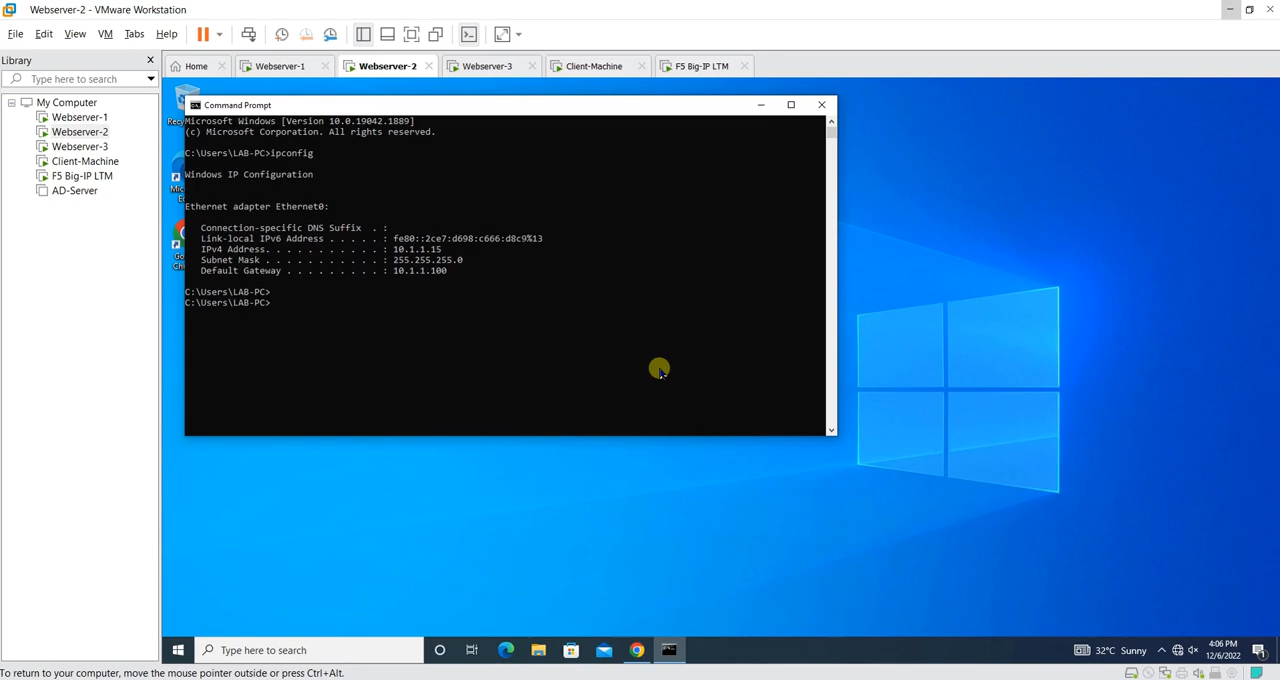 Webserver-2 - VMware Workstation
File Edit View VM Tabs Help
Library
Type here to search
My Computer
Webserver-1
Webserver-2
Webserver-3
Client-Machine
F5 Big-IP LTM
AD-Server
Home Webserver-1 Webserver-2 Webserver-3 Client-Machine F5 Big-IP LTM
Command Prompt
Microsoft Windows [Version 10.0.19042.1889]
(c) Microsoft Corporation. All rights reserved.
C:\Users\LAB-PC>ipconfig
Windows IP Configuration
Ethernet adapter Ethernet0:
Connection-specific DNS Suffix . :
Link-local IPv6 Address . . . . . : fe80::2ce7:d698:c666:d8c9%13
IPv4 Address. . . . . . . . . . . : 10.1.1.15
Subnet Mask . . . . . . . . . . . : 255.255.255.0
Default Gateway . . . . . . . . . : 10.1.1.100
C:\Users\LAB-PC>
C:\Users\LAB-PC>
Type here to search
32°C Sunny
4:06 PM
12/6/2022
To return to your computer, move the mouse pointer outside or press Ctrl+Alt.